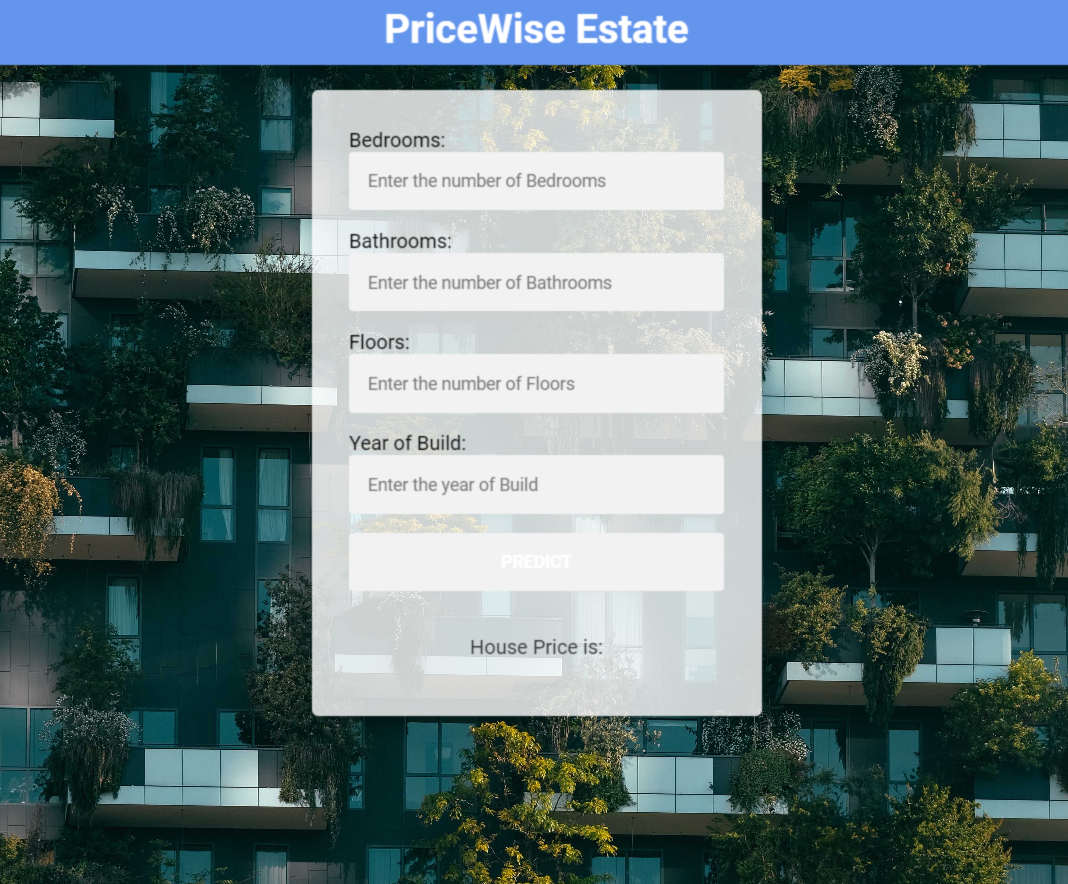 PriceWise Estate
Bedrooms:
Enter the number of Bedrooms
Bathrooms:
Enter the number of Bathrooms
Floors:
Enter the number of Floors
Year of Build:
Enter the year of Build
PREDICT
House Price is: